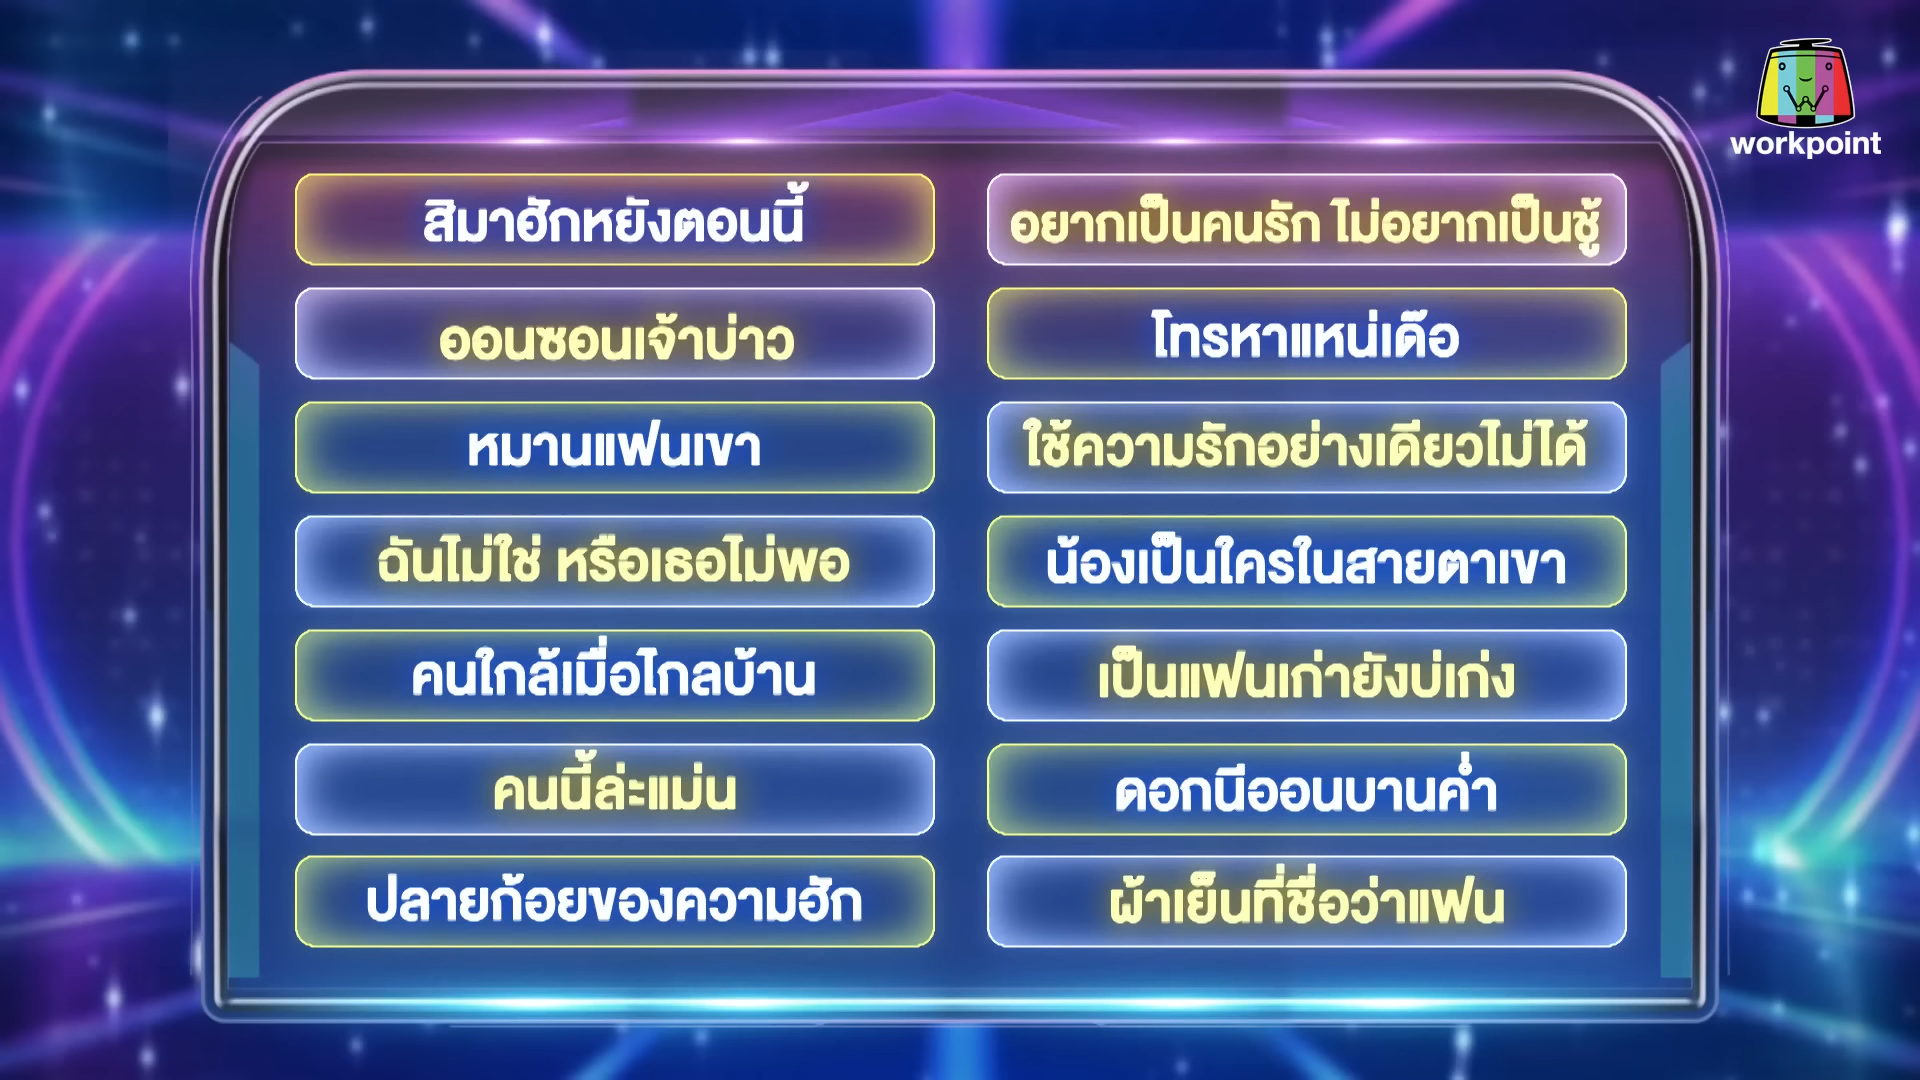 workpoint
สิมาฮักหยังตอนนี้
อยากเป็นคนรัก ไม่อยากเป็นชู้
ออนซอนเจ้าบ่าว
โทรหาแหน่เด๊อ
หมานแฟนเขา
ใช้ความรักอย่างเดียวไม่ได้
ฉันไม่ใช่ หรือเธอไม่พอ
น้องเป็นใครในสายตาเขา
คนใกล้เมื่อไกลบ้าน
เป็นแฟนเก่ายังบ่เก่ง
คนนี้ล่ะแม่น
ดอกนีออนบานค่ำ
ปลายก้อยของความฮัก
ผ้าเย็นที่ชื่อว่าแฟน